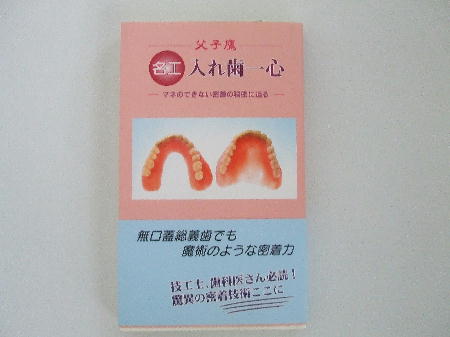 父子鷹
名工 入れ歯一心
マネのできない密着の秘密に迫る
無口蓋総義歯でも
魔術のような密着力
技工士、歯科医さん必読!
驚異の密着技術ここに